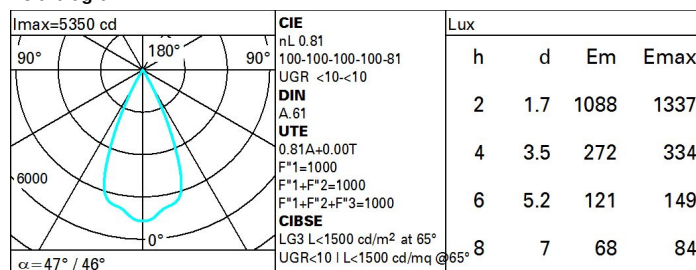 Imax=5350 cd
90°
180°
90°
6000
0°
α=47° / 46°
CIE
nL 0.81
100-100-100-100-81
UGR <10-<10
DIN
A.61
UTE
0.81A+0.00T
F"1=1000
F"1+F"2=1000
F"1+F"2+F"3=1000
CIBSE
LG3 L<1500 cd/m² at 65°
UGR<10 | L<1500 cd/mq @65°
Lux
h d Em Emax
2 1.7 1088 1337
4 3.5 272 334
6 5.2 121 149
8 7 68 84